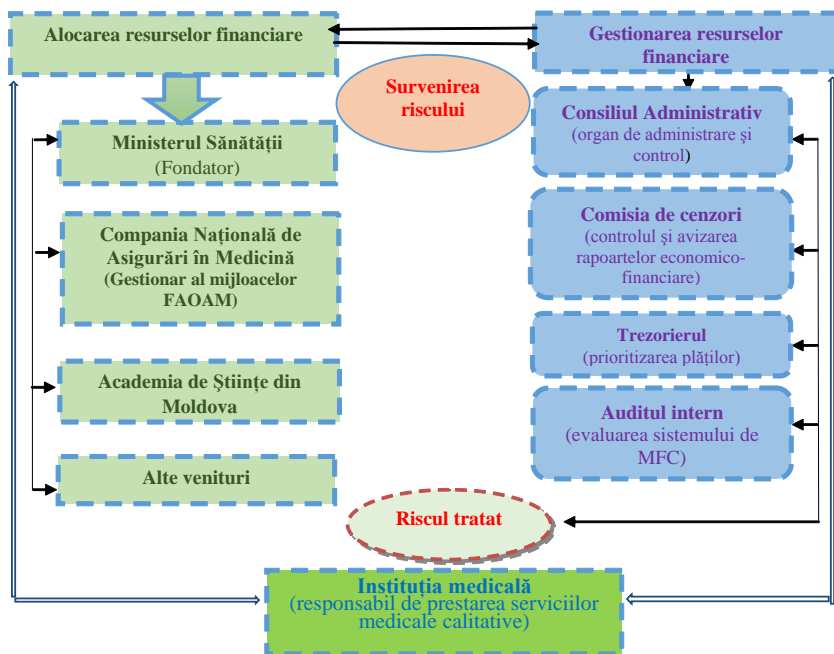 Alocarea resurselor financiare
Gestionarea resurselor
financiare
Survenirea
riscului
Ministerul Sănătății
(Fondator)
Compania Națională de
Asigurări în Medicină
(Gestionar al mijloacelor
FAOAM)
Academia de Științe din
Moldova
Alte venituri
Consiliul Administrativ
(organ de administrare și
control)
Comisia de cenzori
(controlul și avizarea
rapoartelor economico-
financiare)
Trezorierul
(prioritizarea plăților)
Auditul intern
(evaluarea sistemului de
MFC)
Riscul tratat
Instituția medicală
(responsabil de prestarea serviciilor
medicale calitative)